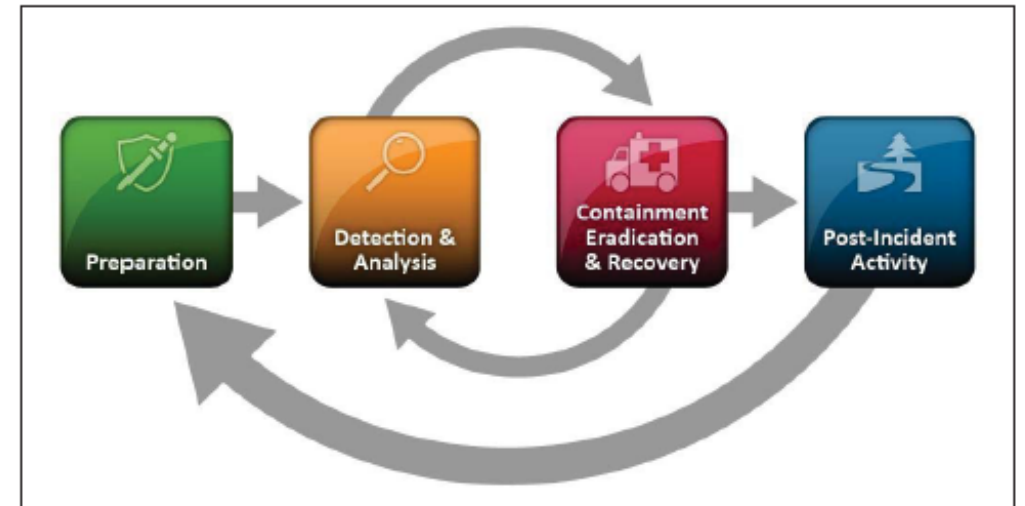 Preparation
Detection &
Analysis
Containment
Eradication
& Recovery
Post-Incident
Activity